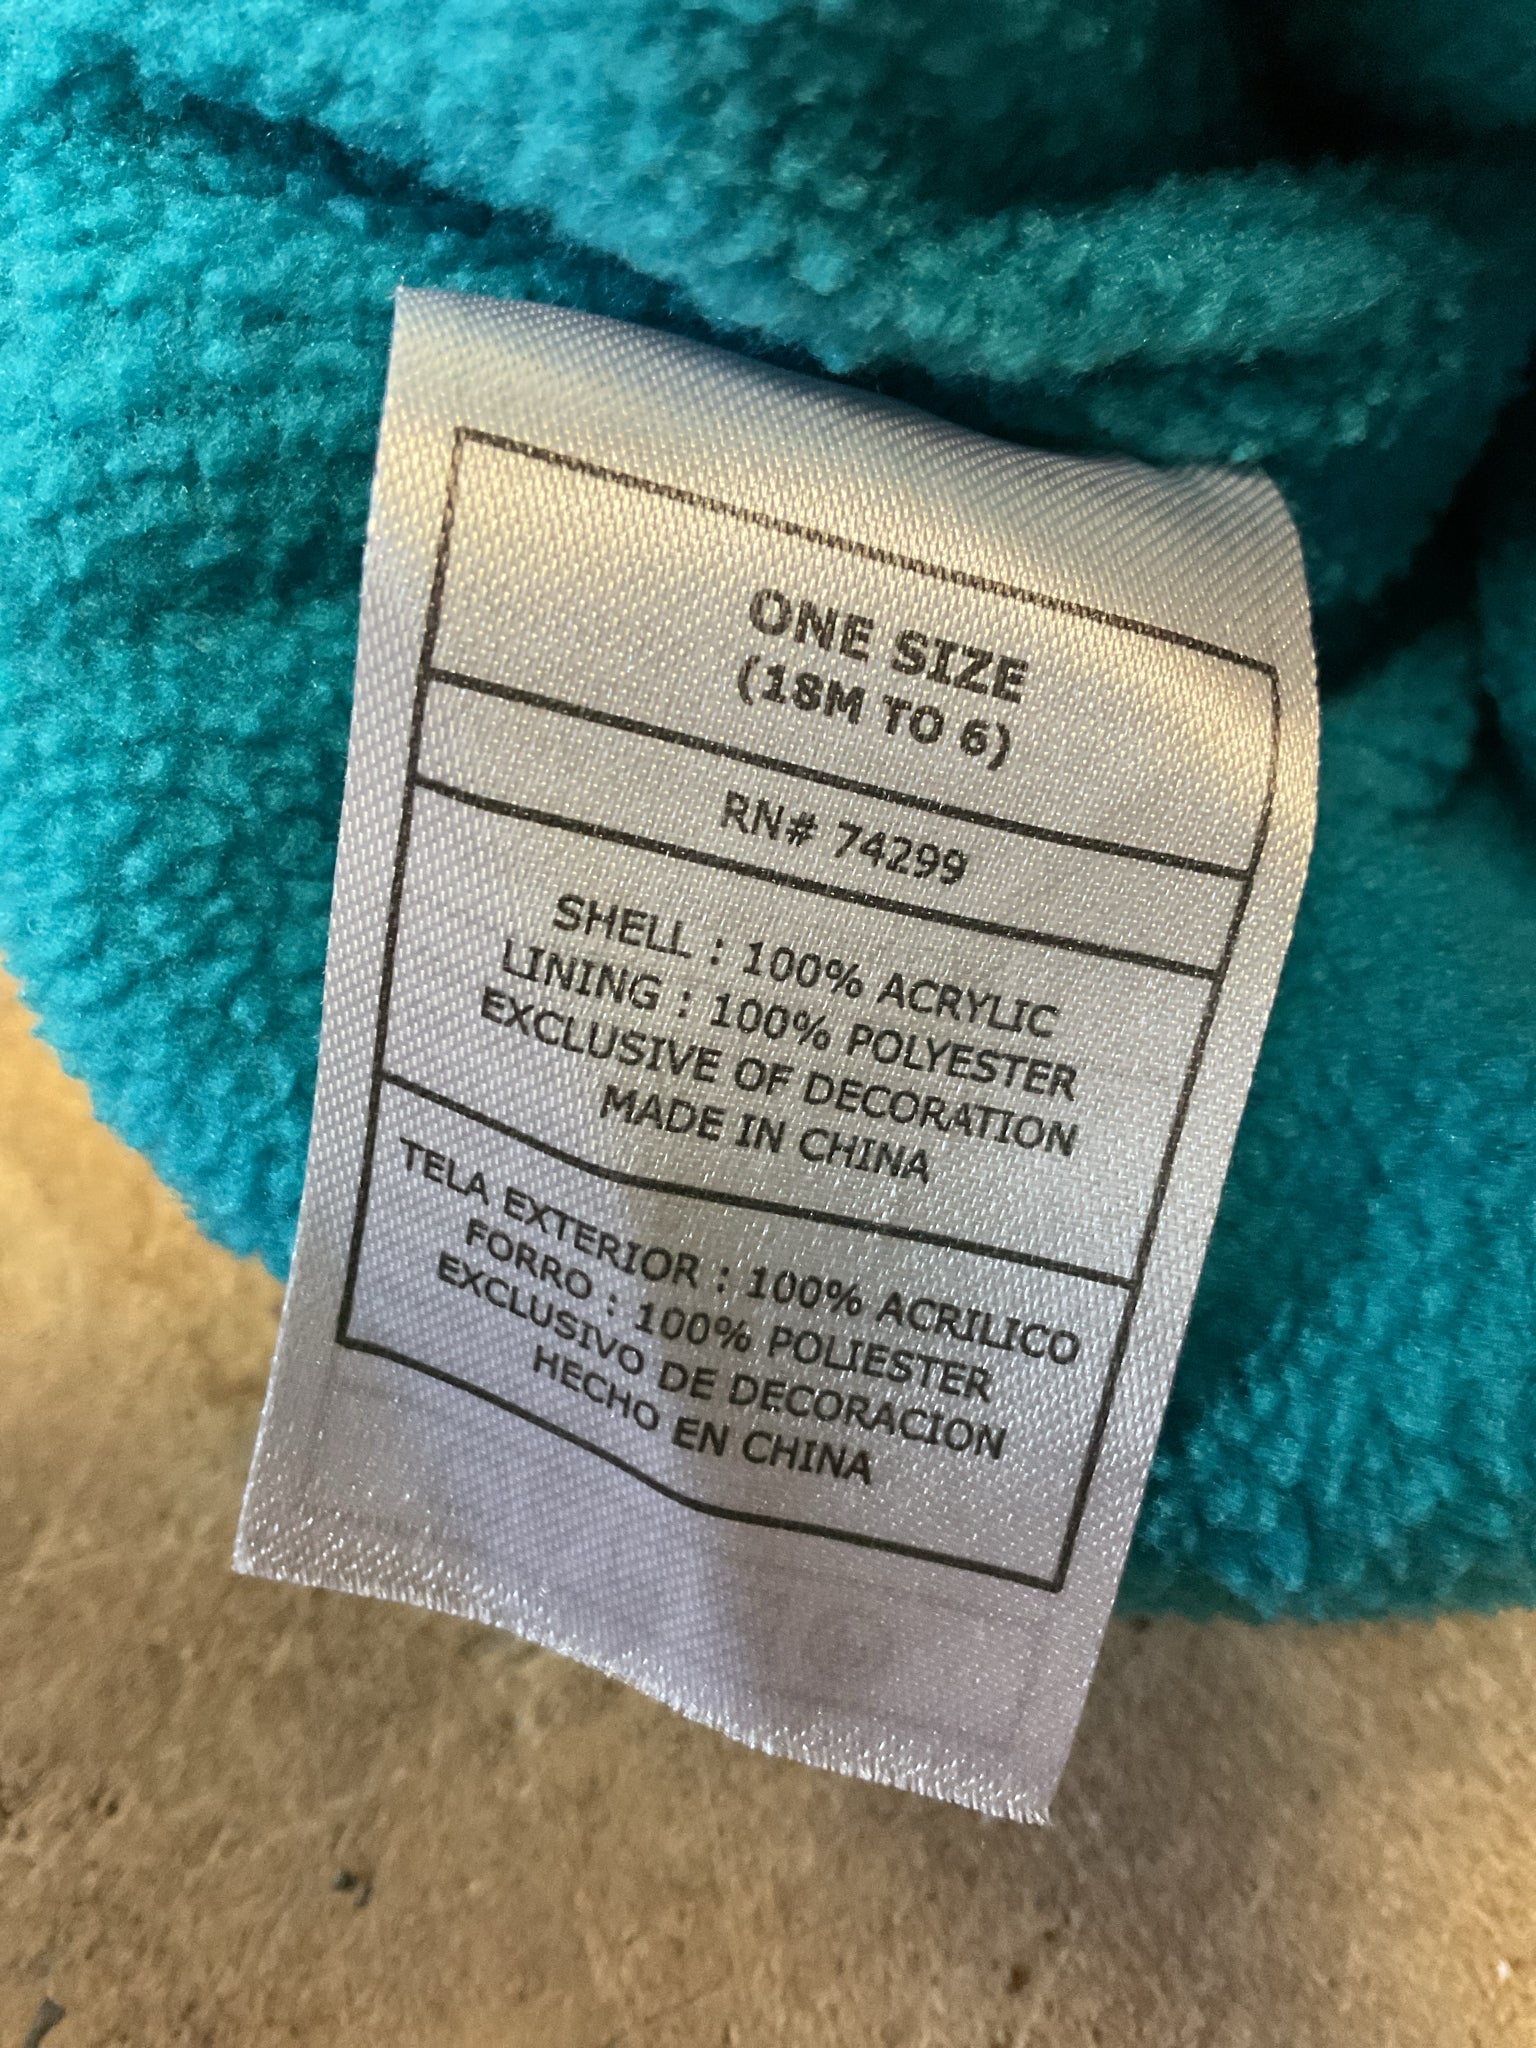 ONE SIZE
(18M TO 6)
RN# 74299
SHELL : 100% ACRYLIC
LINING : 100% POLYESTER
EXCLUSIVE OF DECORATION
MADE IN CHINA
TELA EXTERIOR : 100% ACRILICO
FORRO : 100% POLIESTER
EXCLUSIVO DE DECORACION
HECHO EN CHINA